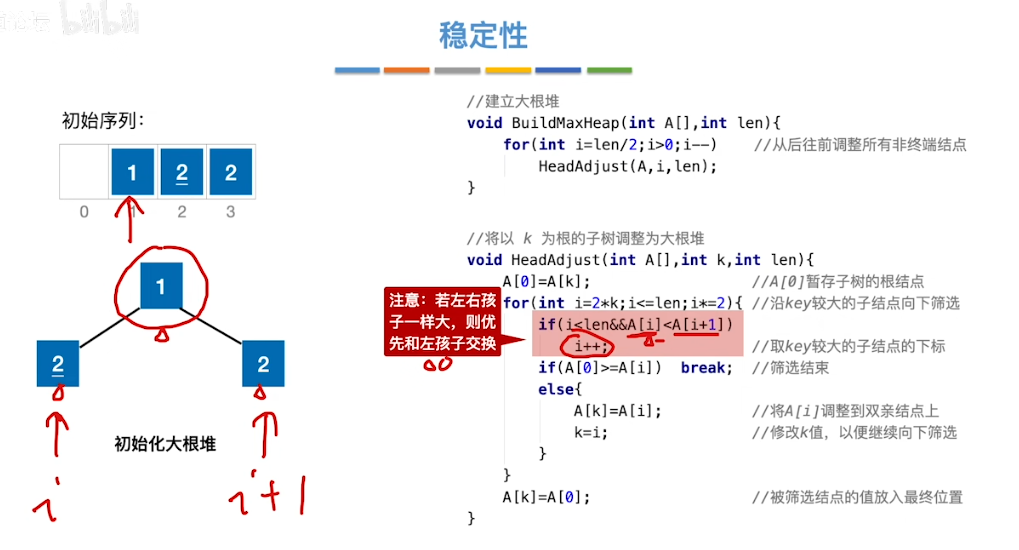 稳定性
初始序列：
1 2 2
0 1 2 3
1
2 2
初始化大根堆
i i+1
//建立大根堆
void BuildMaxHeap(int A[],int len){
for(int i=len/2;i>0;i--) //从后往前调整所有非终端结点
HeadAdjust(A,i,len);
}
//将以 k 为根的子树调整为大根堆
void HeadAdjust(int A[],int k,int len){
A[0]=A[k]; //A[0]暂存子树的根结点
for(int i=2*k;i<=len;i*=2){ //沿key较大的子结点向下筛选
if(i<len&&A[i]<A[i+1])
i++; //取key较大的子结点的下标
if(A[0]>=A[i]) break; //筛选结束
else{
A[k]=A[i]; //将A[i]调整到双亲结点上
k=i; //修改k值，以便继续向下筛选
}
}
A[k]=A[0]; //被筛选结点的值放入最终位置
}
注意：若左右孩
子一样大，则优
先和左孩子交换